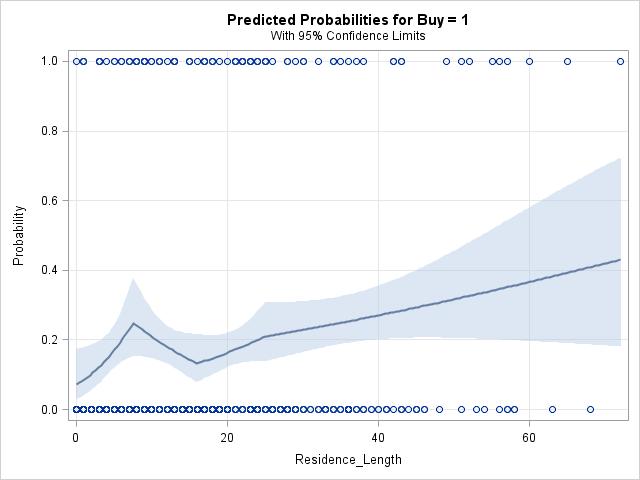 Predicted Probabilities for Buy = 1
With 95% Confidence Limits
1.0
0.8
0.6
0.4
0.2
0.0
Probability
0 20 40 60
Residence_Length